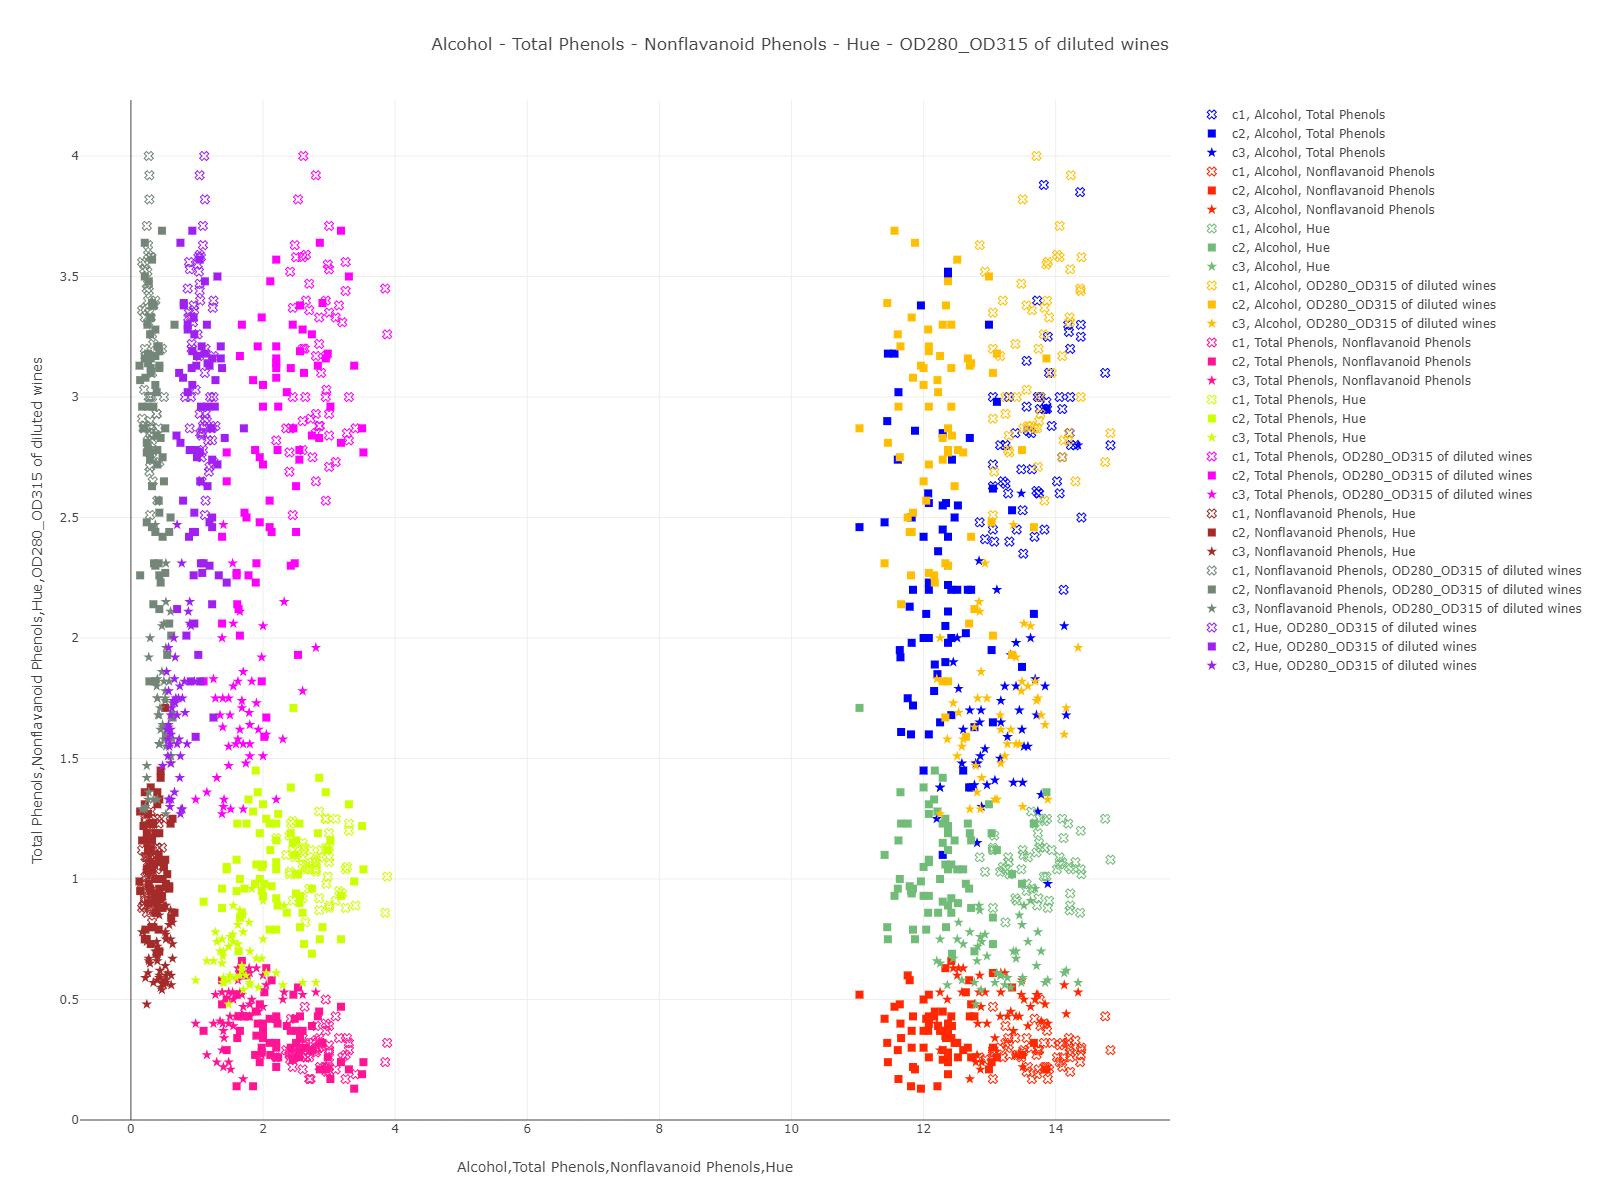 Alcohol - Total Phenols - Nonflavanoid Phenols - Hue - OD280_OD315 of diluted wines
c1, Alcohol, Total Phenols
c2, Alcohol, Total Phenols
c3, Alcohol, Total Phenols
c1, Alcohol, Nonflavanoid Phenols
c2, Alcohol, Nonflavanoid Phenols
c3, Alcohol, Nonflavanoid Phenols
c1, Alcohol, Hue
c2, Alcohol, Hue
c3, Alcohol, Hue
c1, Alcohol, OD280_OD315 of diluted wines
c2, Alcohol, OD280_OD315 of diluted wines
c3, Alcohol, OD280_OD315 of diluted wines
c1, Total Phenols, Nonflavanoid Phenols
c2, Total Phenols, Nonflavanoid Phenols
c3, Total Phenols, Nonflavanoid Phenols
c1, Total Phenols, Hue
c2, Total Phenols, Hue
c3, Total Phenols, Hue
c1, Total Phenols, OD280_OD315 of diluted wines
c2, Total Phenols, OD280_OD315 of diluted wines
c3, Total Phenols, OD280_OD315 of diluted wines
c1, Nonflavanoid Phenols, Hue
c2, Nonflavanoid Phenols, Hue
c3, Nonflavanoid Phenols, Hue
c1, Nonflavanoid Phenols, OD280_OD315 of diluted wines
c2, Nonflavanoid Phenols, OD280_OD315 of diluted wines
c3, Nonflavanoid Phenols, OD280_OD315 of diluted wines
c1, Hue, OD280_OD315 of diluted wines
c2, Hue, OD280_OD315 of diluted wines
c3, Hue, OD280_OD315 of diluted wines
Total Phenols,Nonflavanoid Phenols,Hue,OD280_OD315 of diluted wines
4
3.5
3
2.5
2
1.5
1
0.5
0
0 2 4 6 8 10 12 14
Alcohol,Total Phenols,Nonflavanoid Phenols,Hue